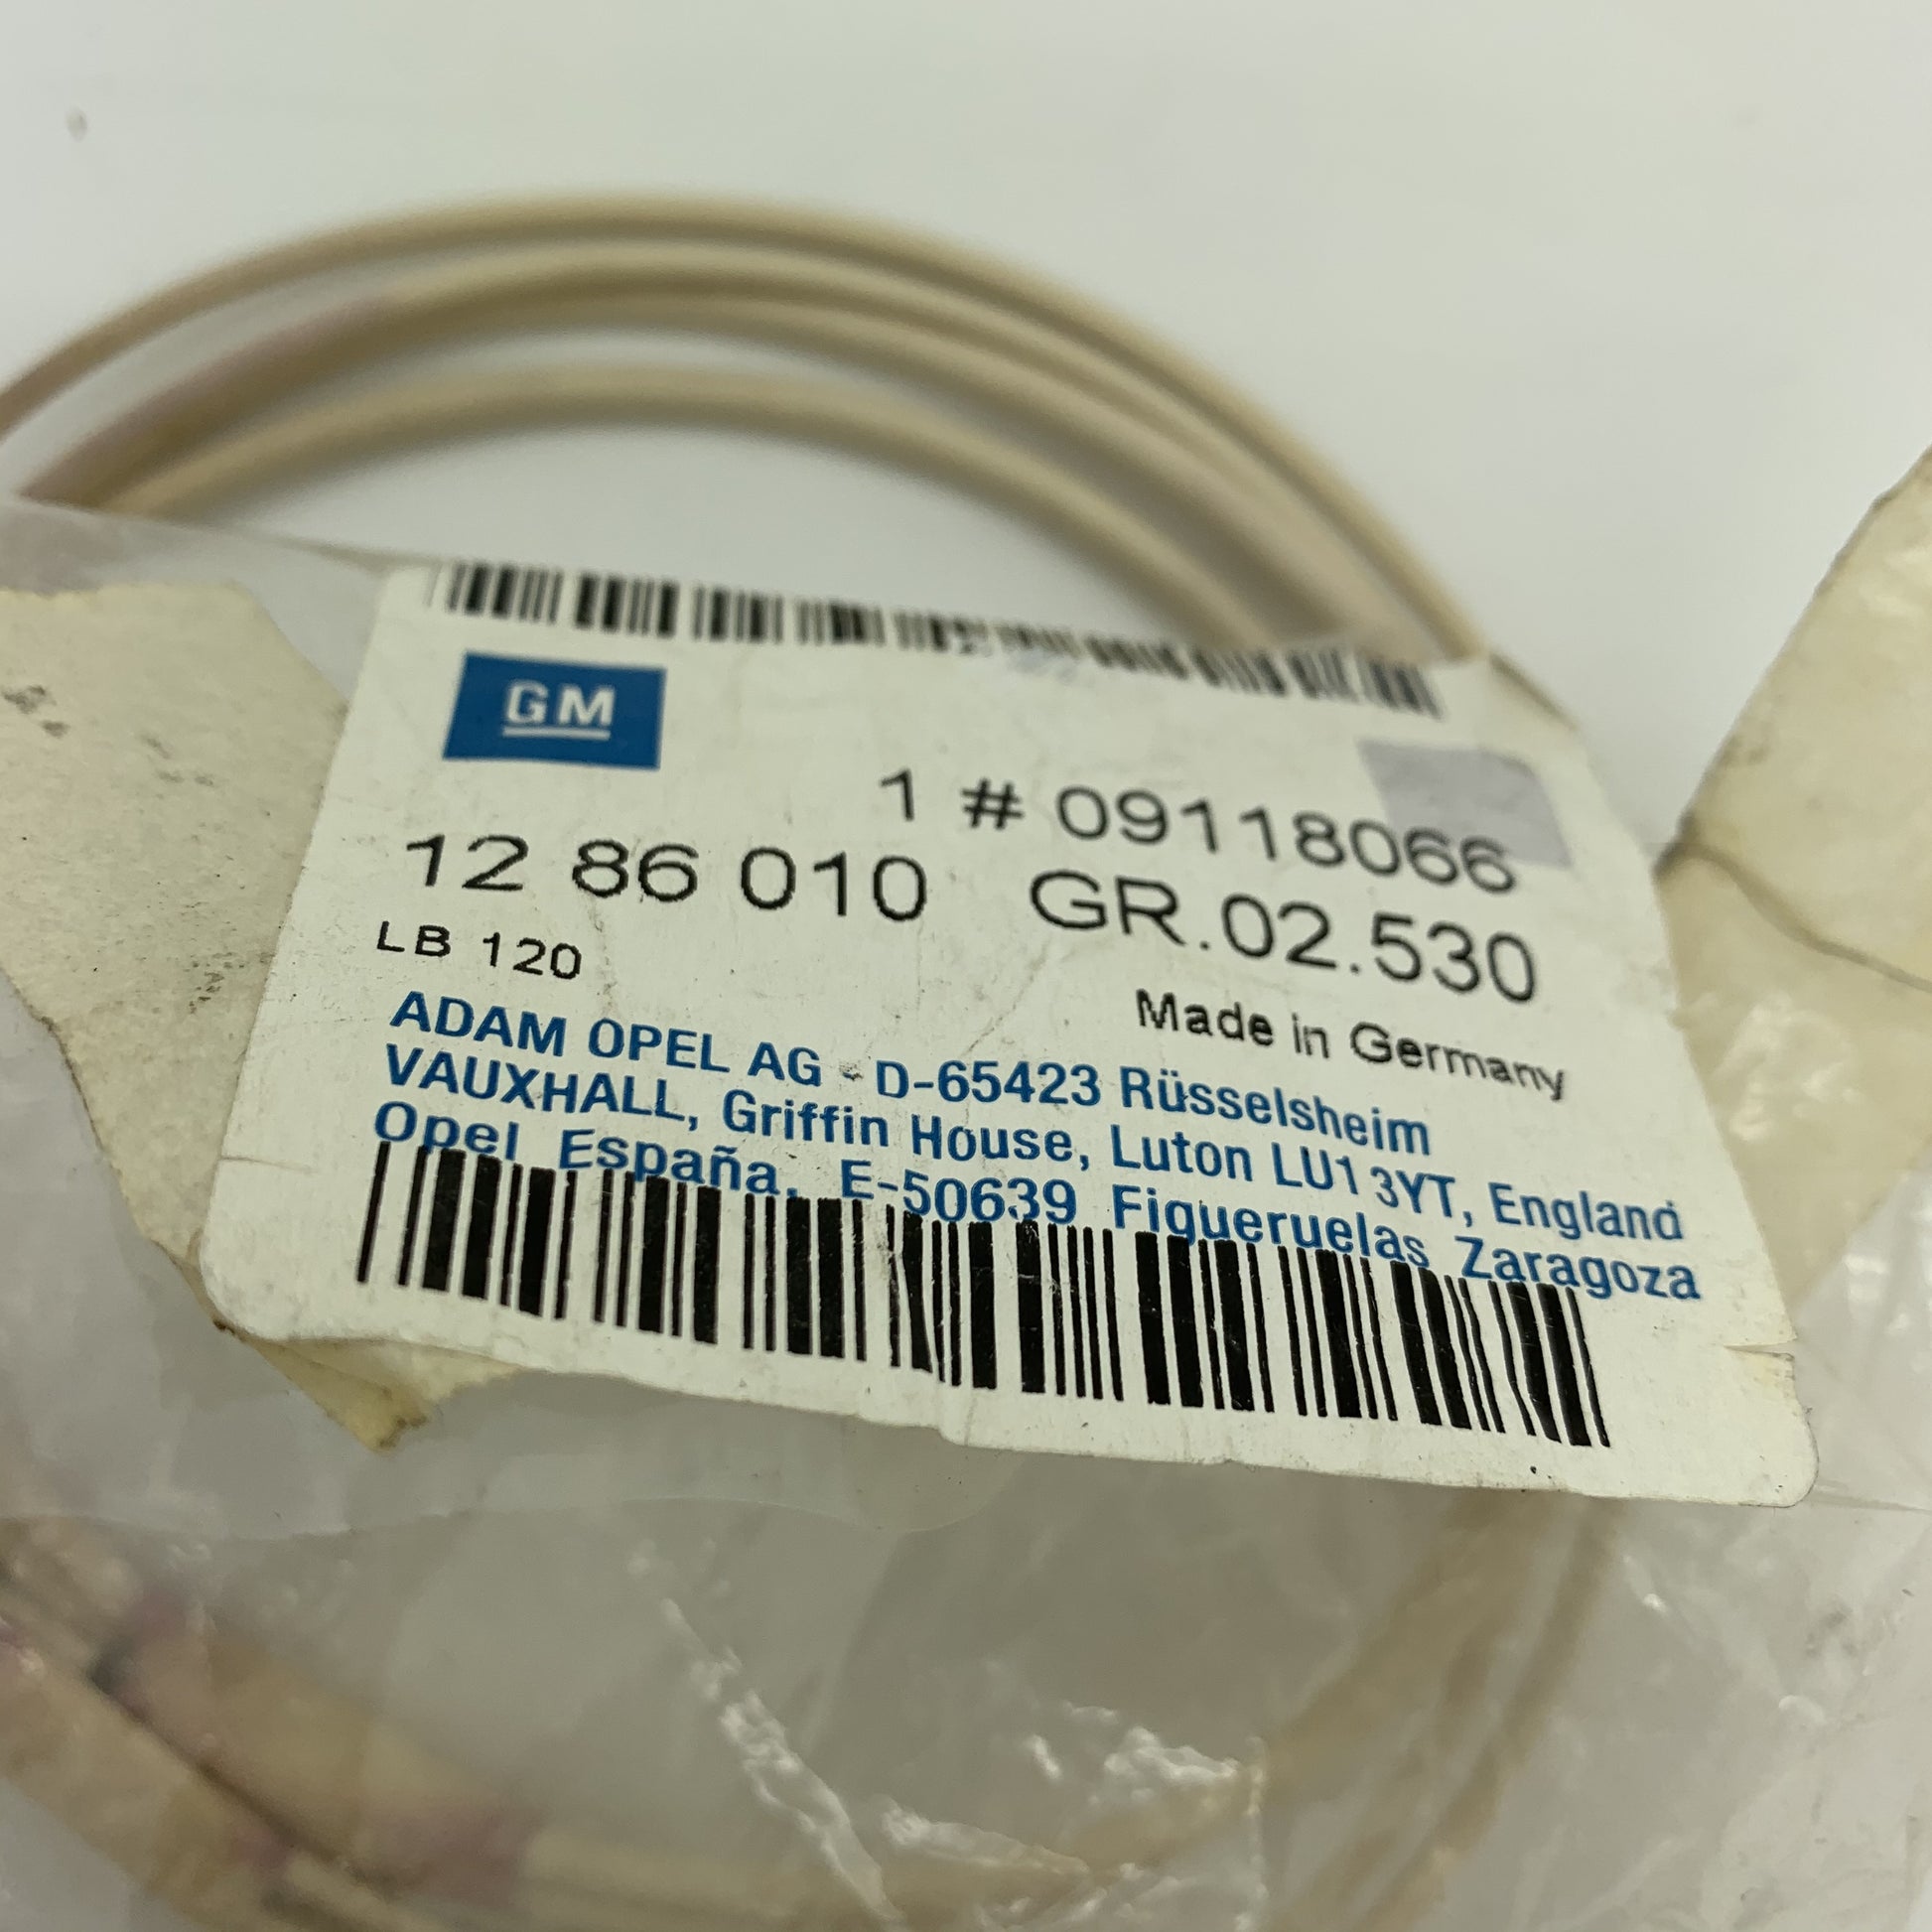 GM
1 # 09118066
12 86 010 GR.02.530
LB 120
Made in Germany
ADAM OPEL AG - D-65423 Rüsselsheim
VAUXHALL, Griffin House, Luton LU1 3YT, England
Opel España, E-50639 Figueruelas Zaragoza